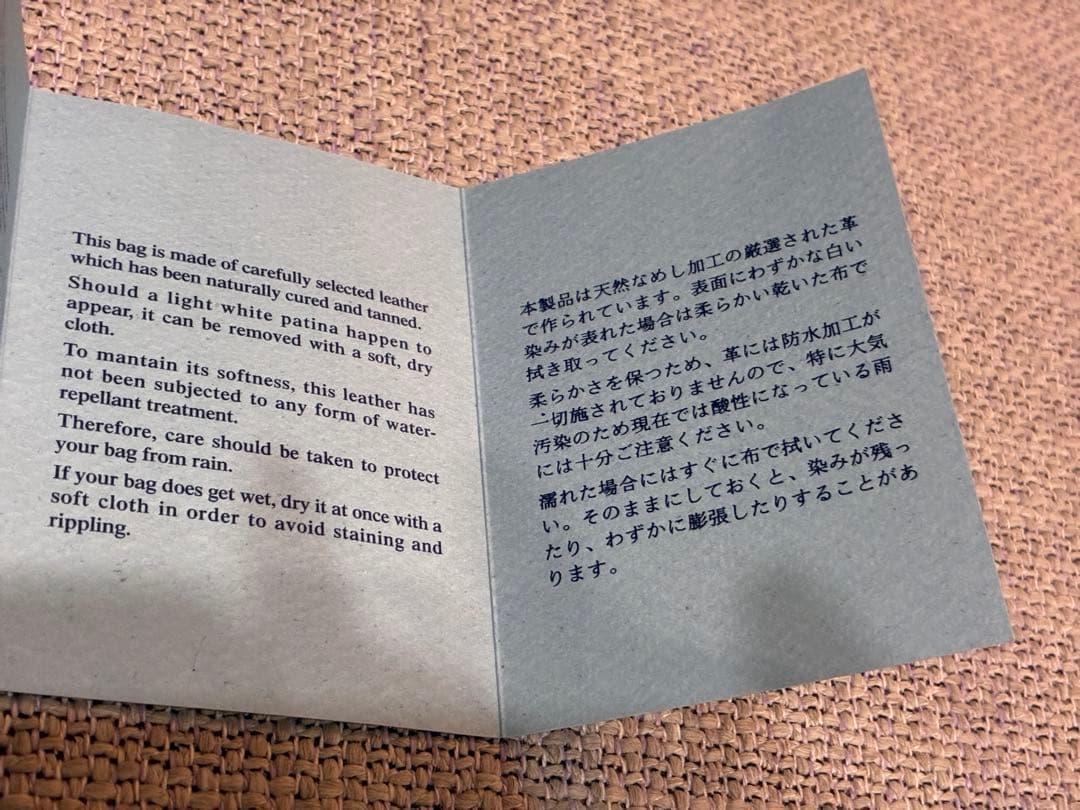 This bag is made of carefully selected leather
which has been naturally cured and tanned.
Should a light white patina happen to
appear, it can be removed with a soft, dry
cloth.
To mantain its softness, this leather has
not been subjected to any form of water-
repellant treatment.
Therefore, care should be taken to protect
your bag from rain.
If your bag does get wet, dry it at once with a
soft cloth in order to avoid staining and
rippling.
本製品は天然なめし加工の厳選された革
で作られています。表面にわずかな白い
染みが表れた場合は柔らかい乾いた布で
拭き取ってください。
柔らかさを保つため、革には防水加工が
一切施されておりませんので、特に大気
汚染のため現在では酸性になっている雨
には十分ご注意ください。
濡れた場合にはすぐに布で拭いてくださ
い。そのままにしておくと、染みが残っ
たり、わずかに膨張したりすることがあ
ります。